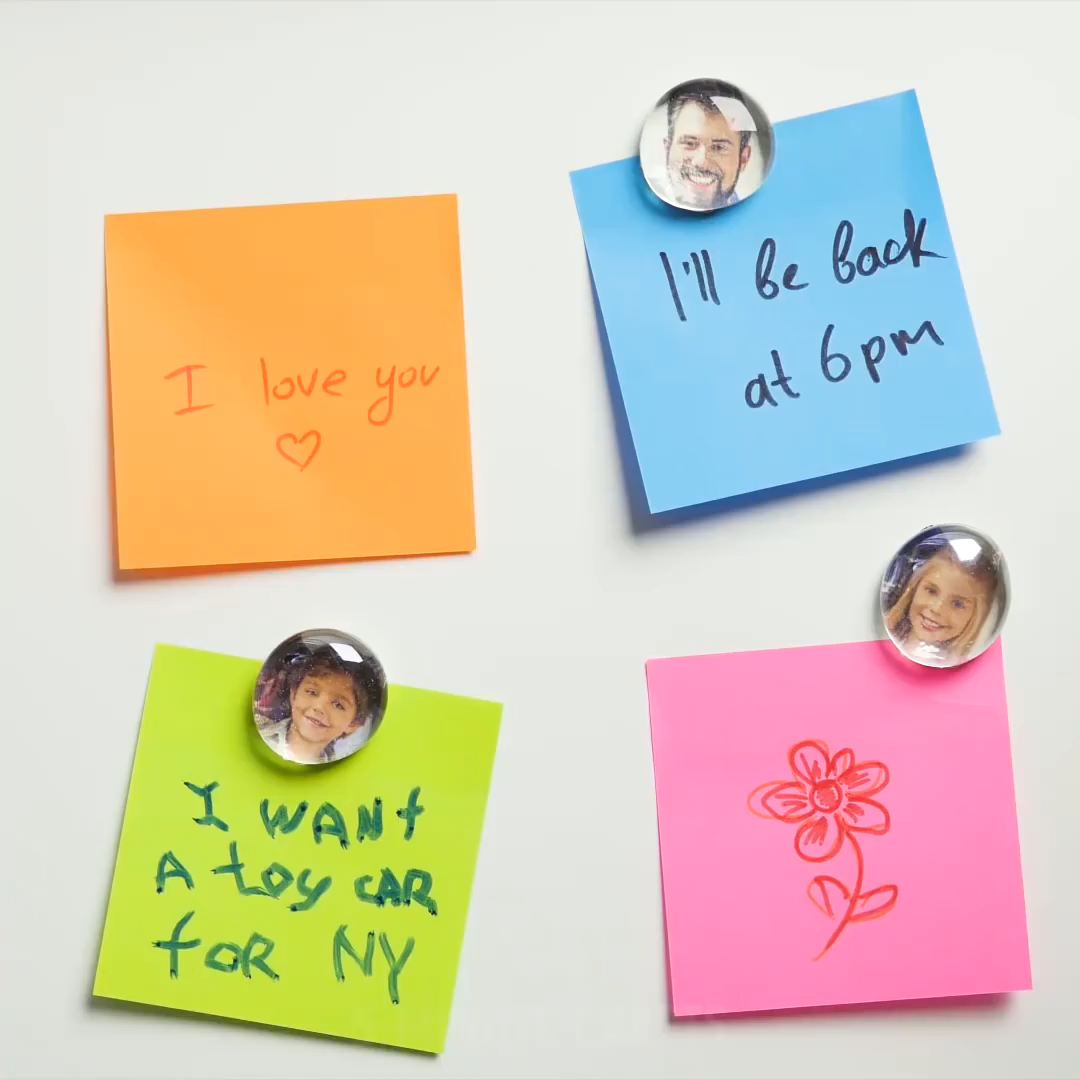 I love you
I'll be back
at 6pm
I WANt
A toy CAR
foR NY